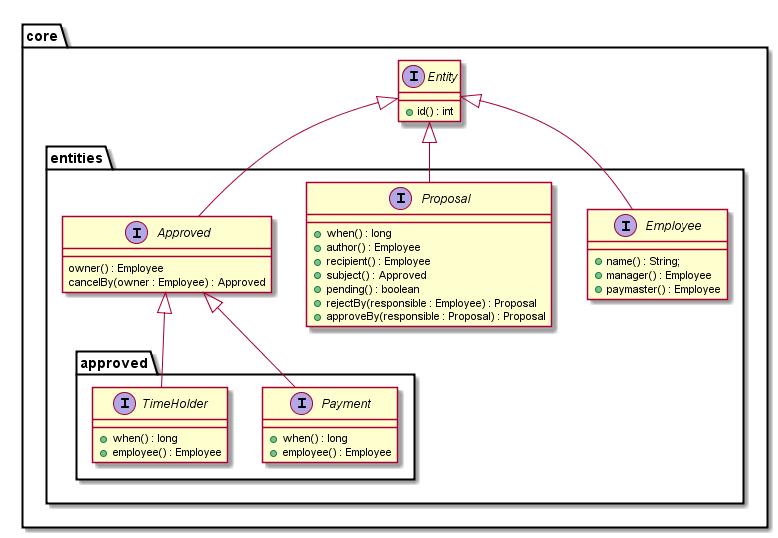 core
I Entity
id() : int
entities
I Approved
owner() : Employee
cancelBy(owner : Employee) : Approved
I Proposal
when() : long
author() : Employee
recipient() : Employee
subject() : Approved
pending() : boolean
rejectBy(responsible : Employee) : Proposal
approveBy(responsible : Proposal) : Proposal
I Employee
name() : String;
manager() : Employee
paymaster() : Employee
approved
I TimeHolder
when() : long
employee() : Employee
I Payment
when() : long
employee() : Employee